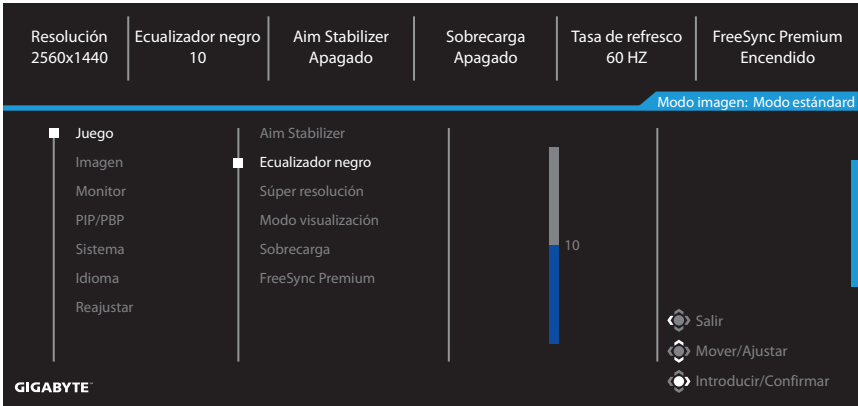 Resolución
2560x1440
Ecualizador negro
10
Aim Stabilizer
Apagado
Sobrecarga
Apagado
Tasa de refresco
60 HZ
FreeSync Premium
Encendido
Modo imagen: Modo estándard
Juego
Imagen
Monitor
PIP/PBP
Sistema
Idioma
Reajustar
Aim Stabilizer
Ecualizador negro
Súper resolución
Modo visualización
Sobrecarga
FreeSync Premium
10
Salir
Mover/Ajustar
Introducir/Confirmar
GIGABYTE™